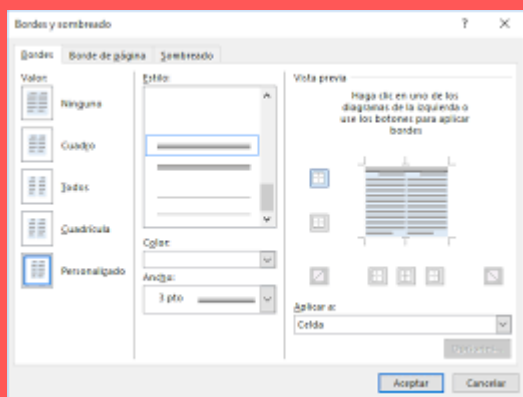 Bordes y sombreado
? ×
Bordes Borde de página Sombreado
Valor:
Ninguno
Cuadro
Todos
Cuadrícula
Personalizado
Estilo:
Color:
Ancho:
3 pto
Vista previa
Haga clic en uno de los
diagramas de la izquierda o
use los botones para aplicar
bordes
Aplicar a:
Celda
Aceptar Cancelar